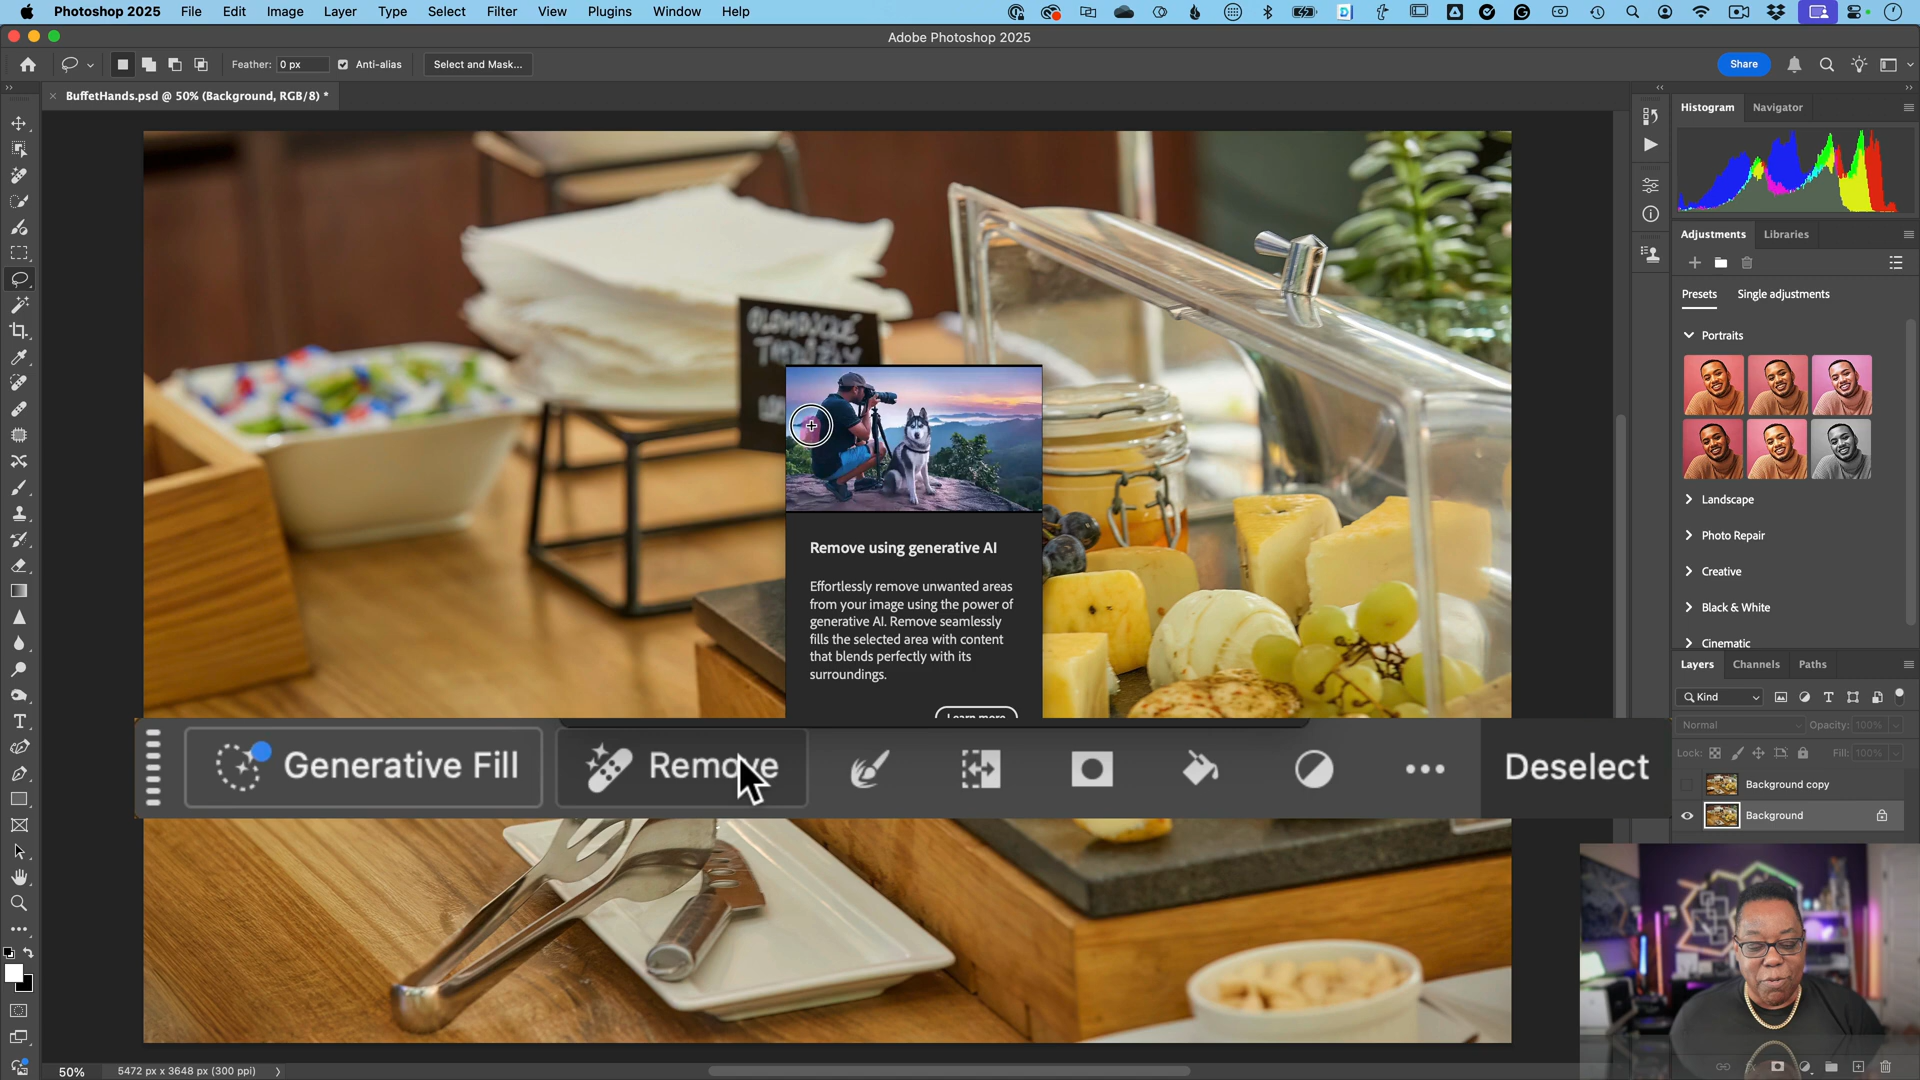 Photoshop 2025 File Edit Image Layer Type Select Filter View Plugins Window Help
Adobe Photoshop 2025
Feather: 0 px Anti-alias Select and Mask... Share
BuffetHands.psd @ 50% (Background, RGB/8) *
Histogram Navigator
Adjustments Libraries
Presets Single adjustments
Portraits
Landscape
Photo Repair
Creative
Black & White
Cinematic
Remove using generative AI
Effortlessly remove unwanted areas
from your image using the power of
generative AI. Remove seamlessly
fills the selected area with content
that blends perfectly with its
surroundings.
Learn more
Generative Fill Remove Deselect
Layers Channels Paths
Kind
Normal Opacity: 100%
Lock: Fill: 100%
Background copy
Background
50% 5472 px x 3648 px (300 ppi)